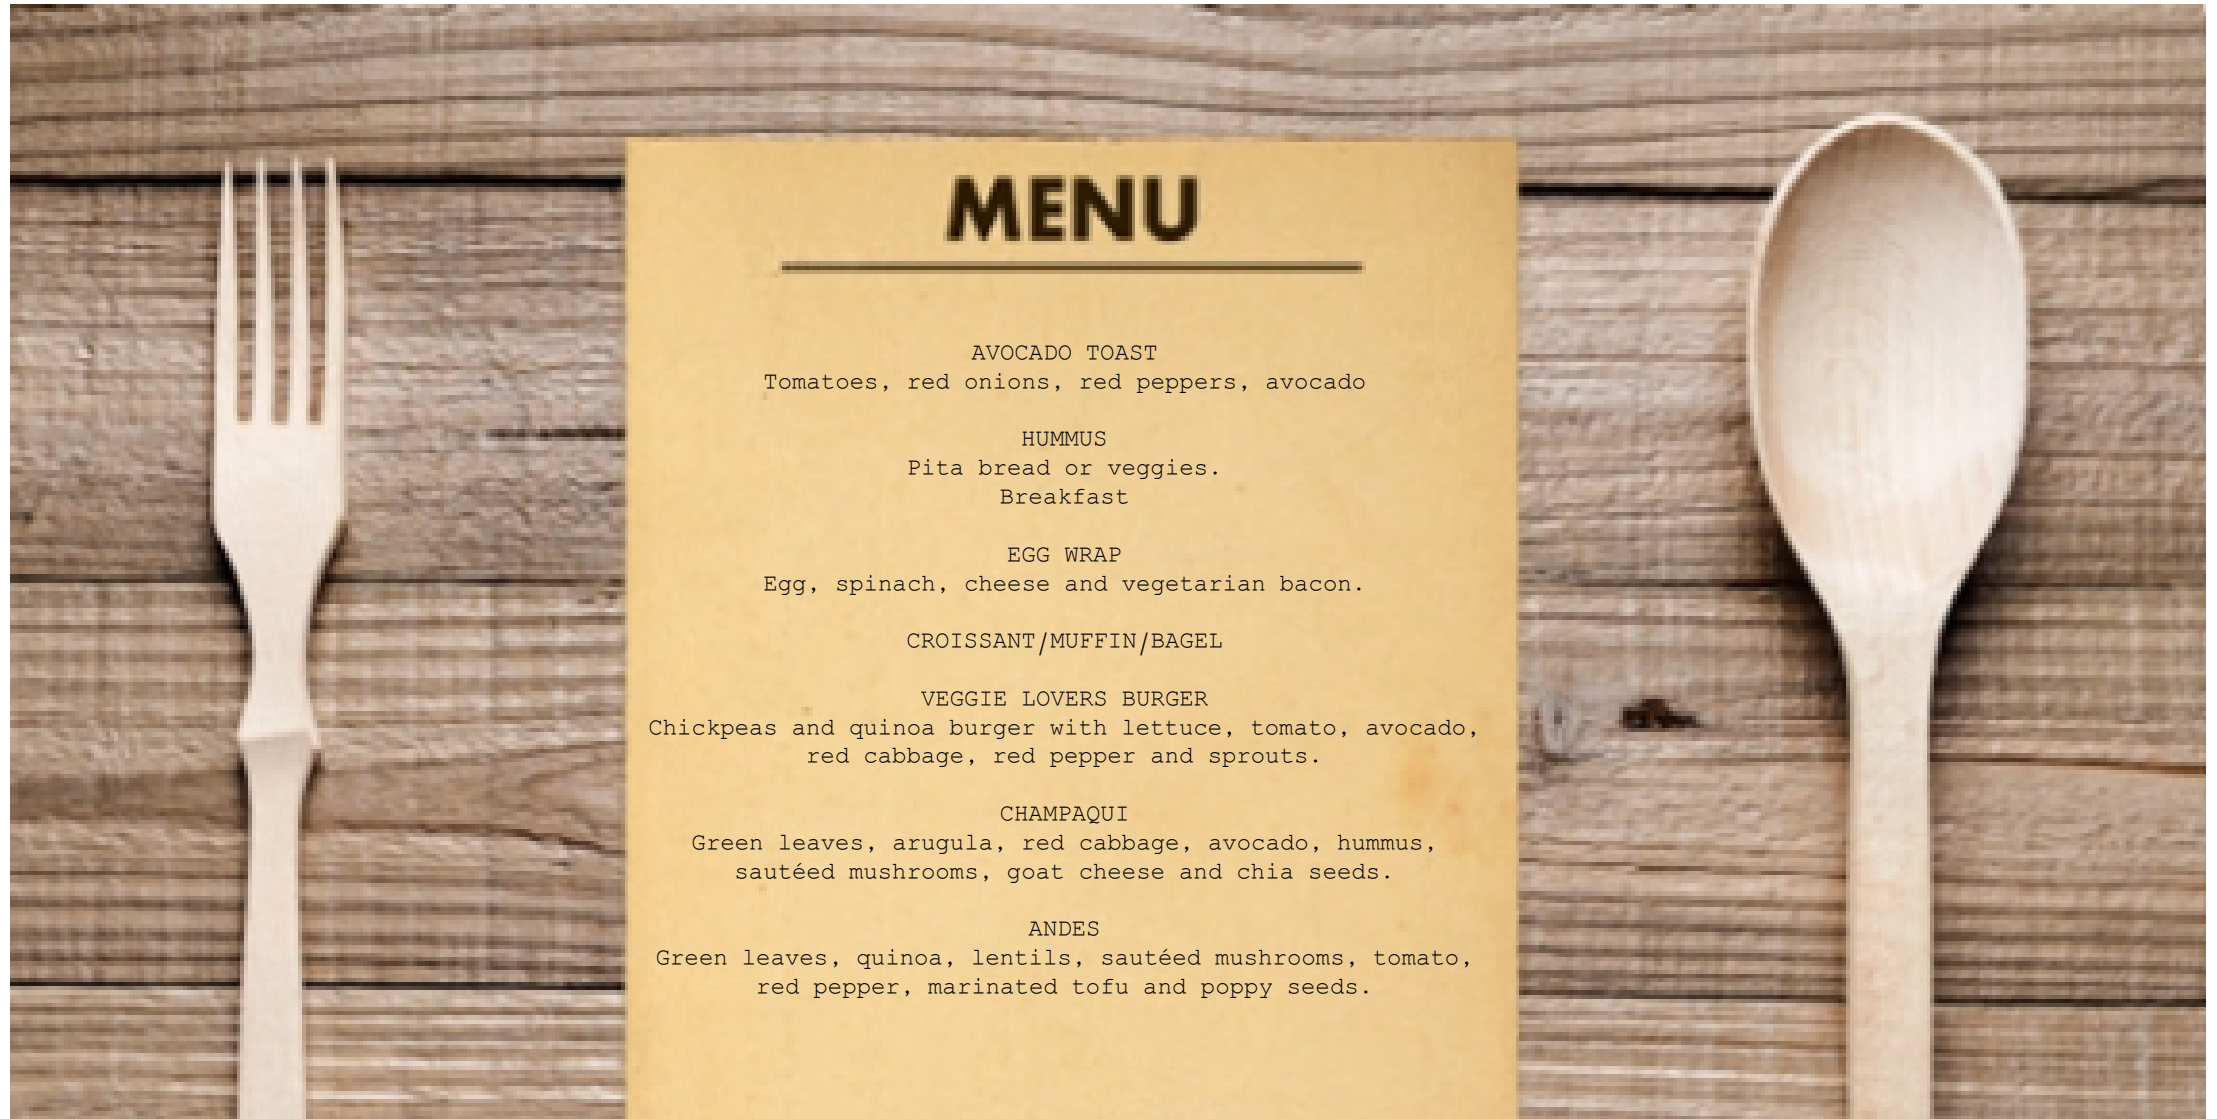 MENU
AVOCADO TOAST
Tomatoes, red onions, red peppers, avocado
HUMMUS
Pita bread or veggies.
Breakfast
EGG WRAP
Egg, spinach, cheese and vegetarian bacon.
CROISSANT/MUFFIN/BAGEL
VEGGIE LOVERS BURGER
Chickpeas and quinoa burger with lettuce, tomato, avocado,
red cabbage, red pepper and sprouts.
CHAMPAQUI
Green leaves, arugula, red cabbage, avocado, hummus,
sautéed mushrooms, goat cheese and chia seeds.
ANDES
Green leaves, quinoa, lentils, sautéed mushrooms, tomato,
red pepper, marinated tofu and poppy seeds.